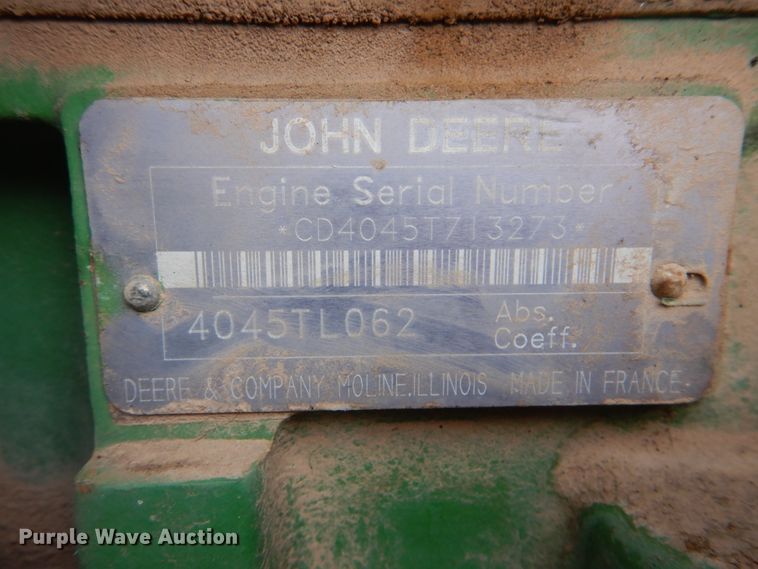 JOHN DEERE
Engine Serial Number
*CD4045T713273*
4045TL062
Abs.
Coeff.
DEERE & COMPANY MOLINE,ILLINOIS MADE IN FRANCE
Purple Wave Auction